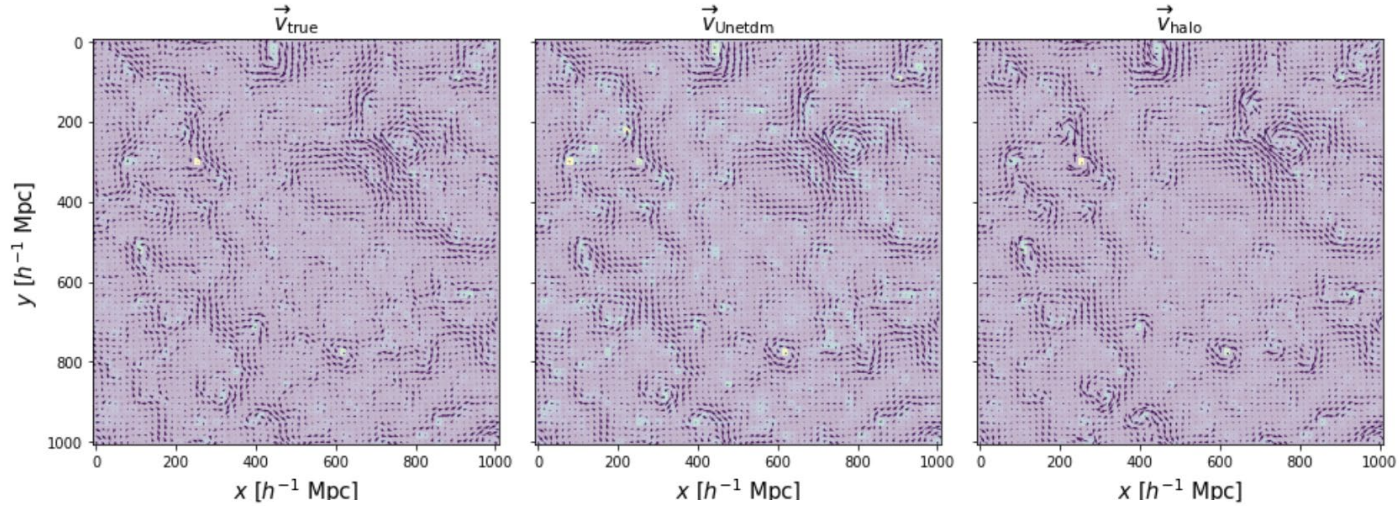 v⃗true v⃗Unetdm v⃗halo
y [h⁻¹ Mpc]
0
200
400
600
800
1000
0 200 400 600 800 1000 0 200 400 600 800 1000 0 200 400 600 800 1000
x [h⁻¹ Mpc] x [h⁻¹ Mpc] x [h⁻¹ Mpc]